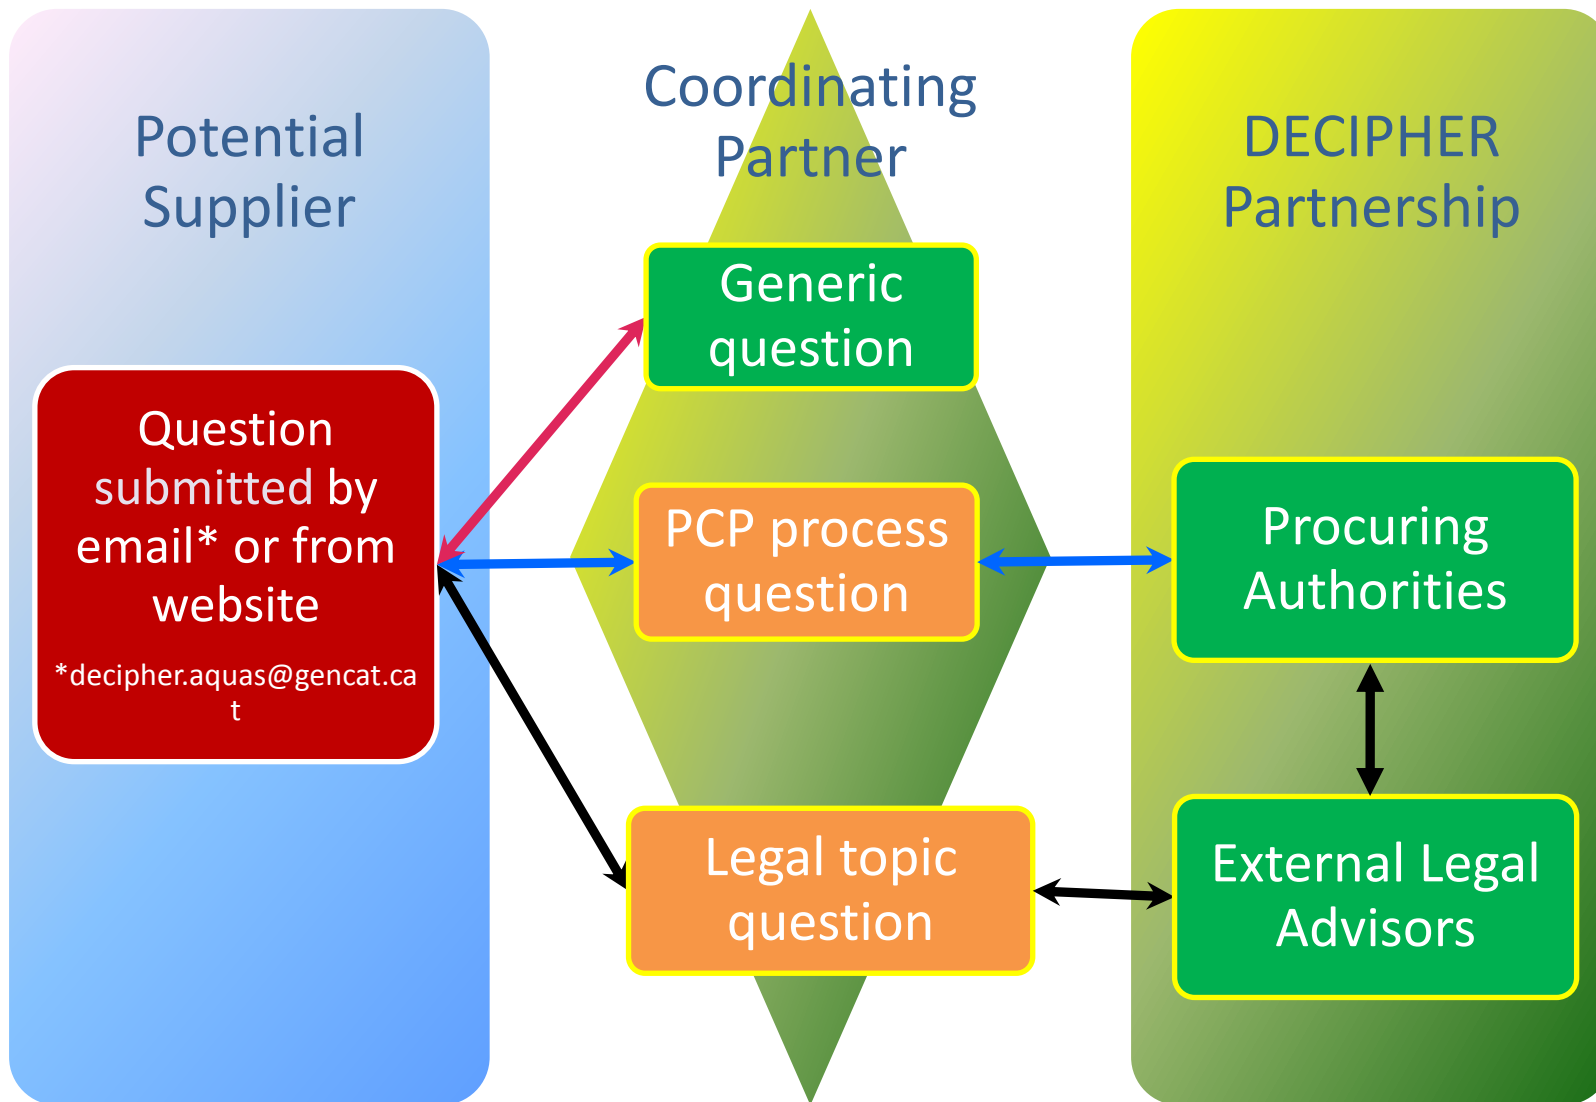 Potential
Supplier
Question
submitted by
email* or from
website
*decipher.aquas@gencat.ca
t
Coordinating
Partner
Generic
question
PCP process
question
Legal topic
question
DECIPHER
Partnership
Procuring
Authorities
External Legal
Advisors